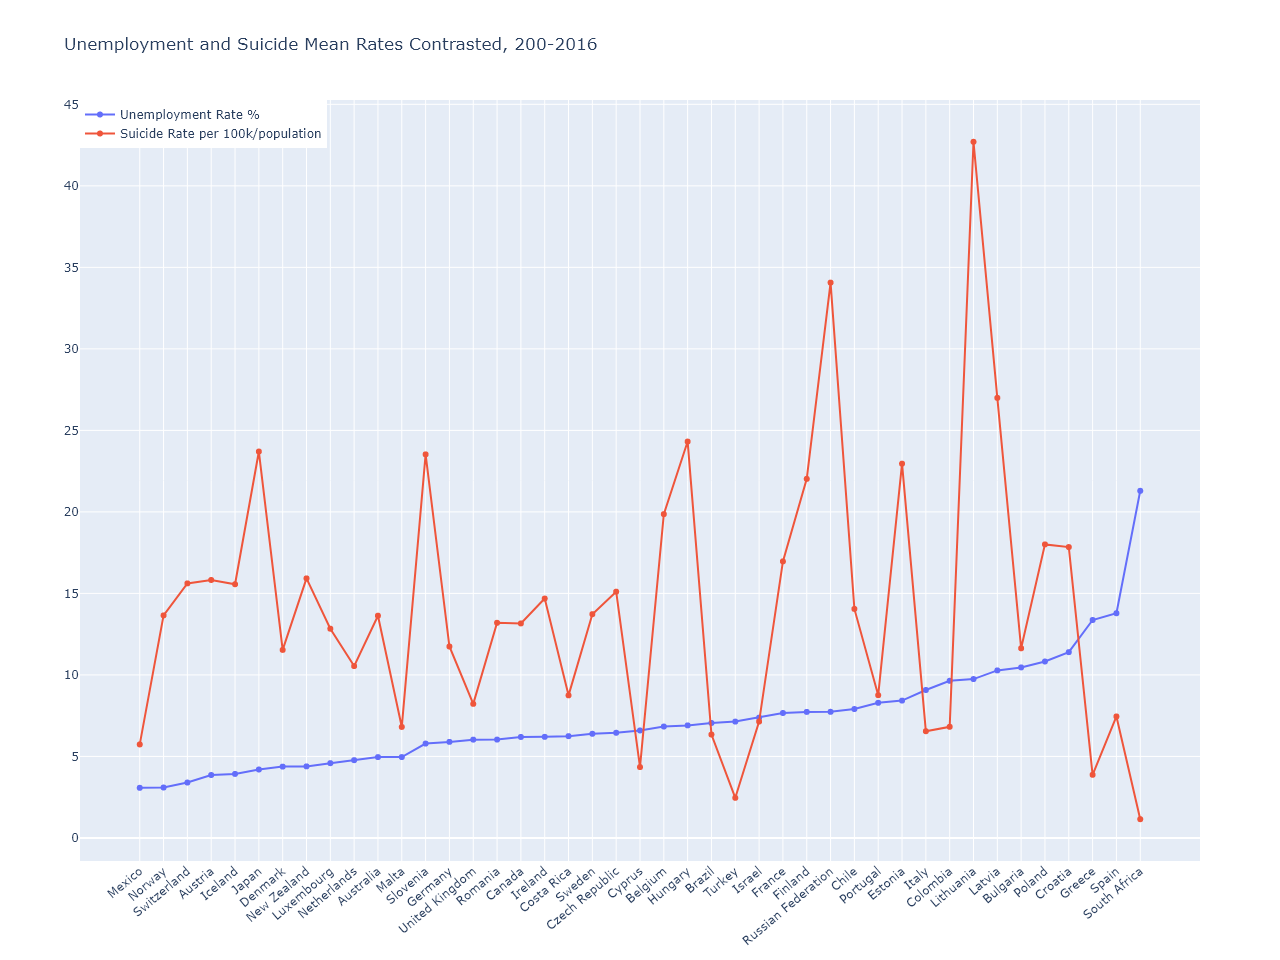 Unemployment and Suicide Mean Rates Contrasted, 200-2016
Unemployment Rate %
Suicide Rate per 100k/population
45
40
35
30
25
20
15
10
5
0
Mexico
Norway
Switzerland
Austria
Iceland
Japan
Denmark
New Zealand
Luxembourg
Netherlands
Australia
Malta
Slovenia
Germany
United Kingdom
Romania
Canada
Ireland
Costa Rica
Sweden
Czech Republic
Cyprus
Belgium
Hungary
Brazil
Turkey
Israel
France
Finland
Russian Federation
Chile
Portugal
Estonia
Italy
Colombia
Lithuania
Latvia
Bulgaria
Poland
Croatia
Greece
Spain
South Africa